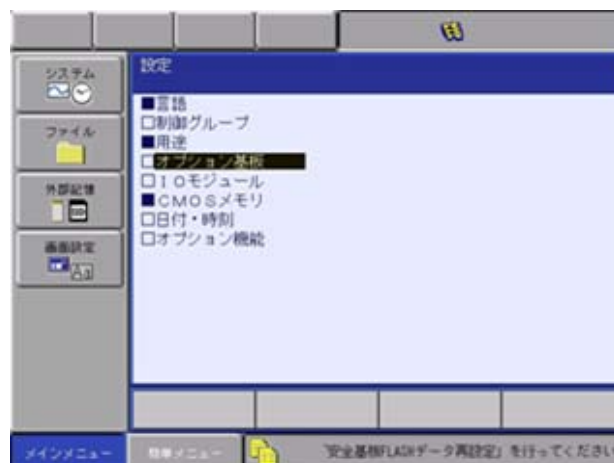 システム
ファイル
外部記憶
画面設定
設定
■言語
□制御グループ
■用途
□オプション基板
□IOモジュール
■CMOSメモリ
□日付・時刻
□オプション機能
メインメニュー
簡単メニュー
「安全基板FLASHデータ再設定」を行ってください